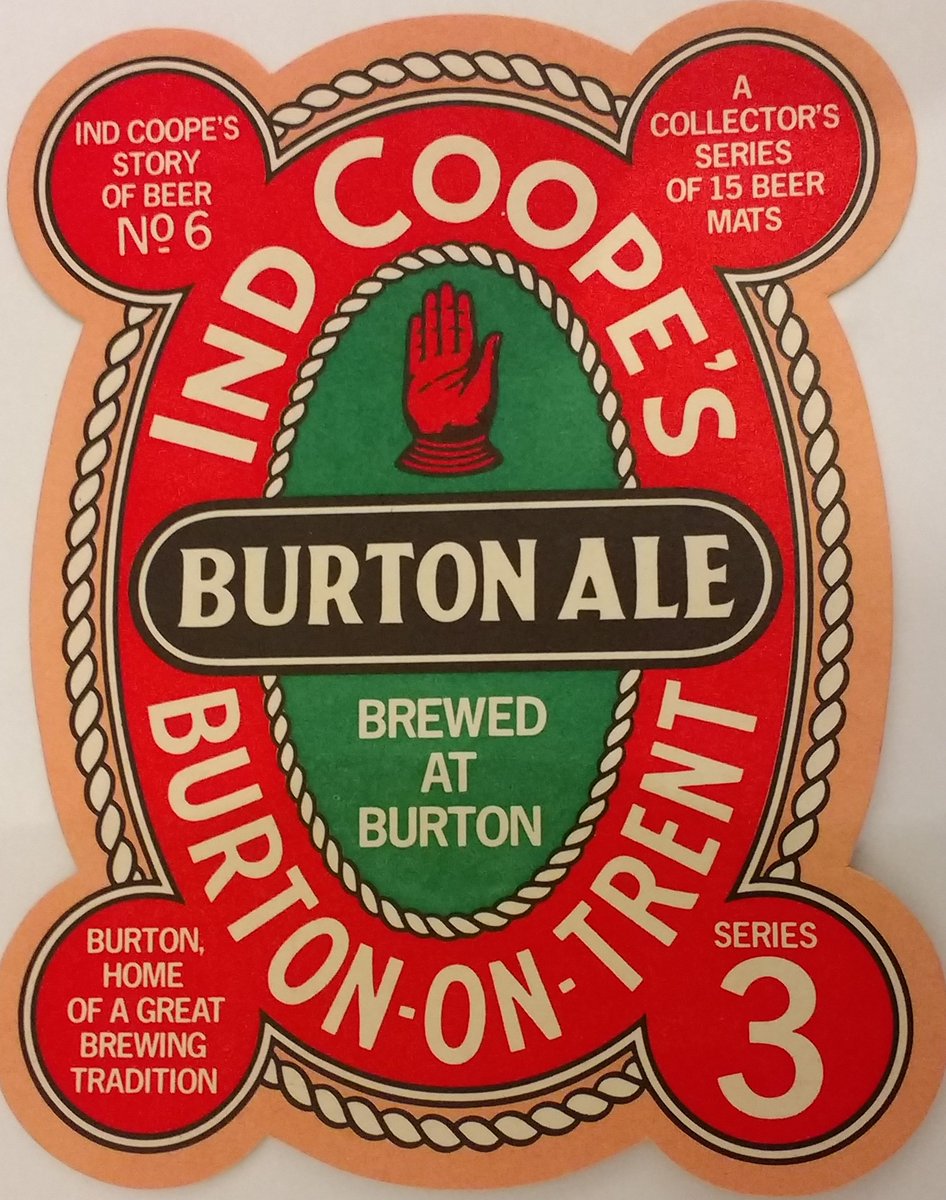 IND COOPE'S
STORY
OF BEER
Nº 6
A
COLLECTOR'S
SERIES
OF 15 BEER
MATS
IND COOPE'S
BURTON ALE
BREWED
AT
BURTON
BURTON-ON-TRENT
BURTON,
HOME
OF A GREAT
BREWING
TRADITION
SERIES
3